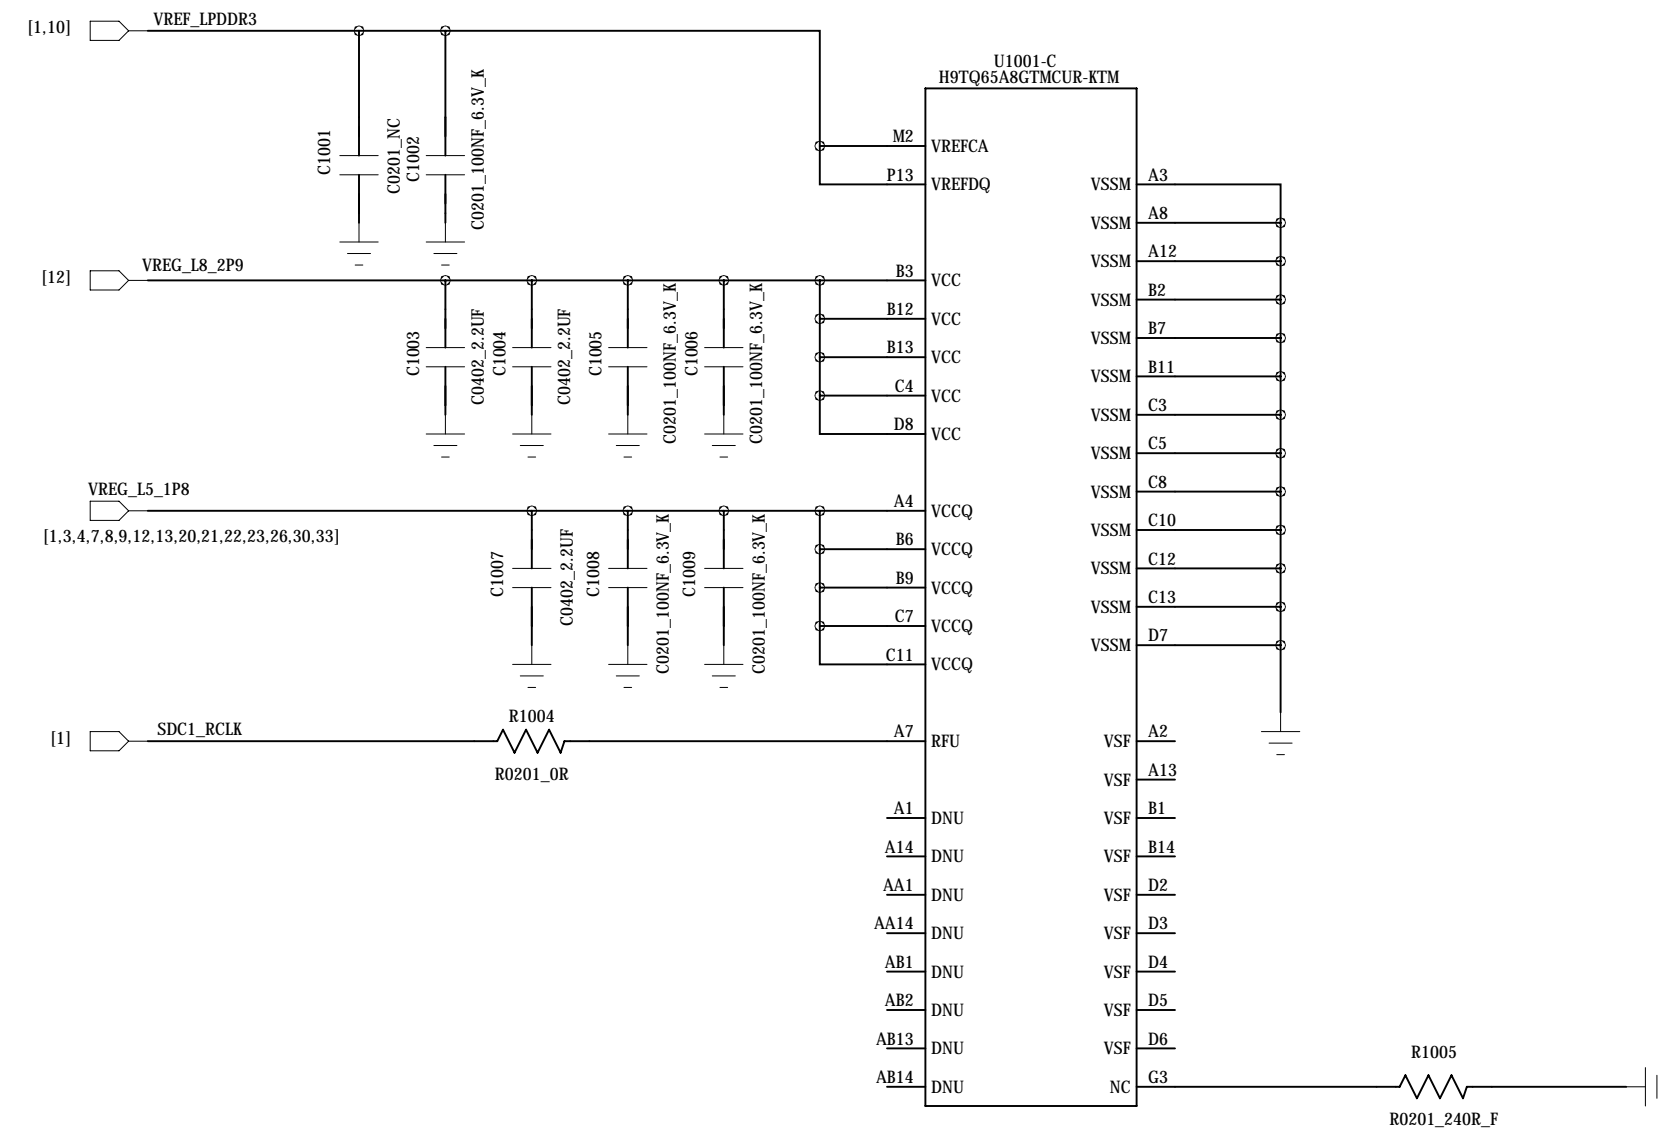 [1,10]
VREF_LPDDR3
C1001
C0201_NC
C1002
C0201_100NF_6.3V_K
U1001-C
H9TQ65A8GTMCUR-KTM
M2 VREFCA
P13 VREFDQ
VSSM A3
VSSM A8
VSSM A12
[12]
VREG_L8_2P9
C1003
C0402_2.2UF
C1004
C0402_2.2UF
C1005
C0201_100NF_6.3V_K
C1006
C0201_100NF_6.3V_K
B3 VCC
B12 VCC
B13 VCC
C4 VCC
D8 VCC
VSSM B2
VSSM B7
VSSM B11
VSSM C3
VSSM C5
VREG_L5_1P8
[1,3,4,7,8,9,12,13,20,21,22,23,26,30,33]
C1007
C0402_2.2UF
C1008
C0201_100NF_6.3V_K
C1009
C0201_100NF_6.3V_K
A4 VCCQ
B6 VCCQ
B9 VCCQ
C7 VCCQ
C11 VCCQ
VSSM C8
VSSM C10
VSSM C12
VSSM C13
VSSM D7
[1]
SDC1_RCLK
R1004
R0201_0R
A7 RFU
VSF A2
VSF A13
A1 DNU
VSF B1
A14 DNU
VSF B14
AA1 DNU
VSF D2
AA14 DNU
VSF D3
AB1 DNU
VSF D4
AB2 DNU
VSF D5
AB13 DNU
VSF D6
AB14 DNU
NC G3
R1005
R0201_240R_F